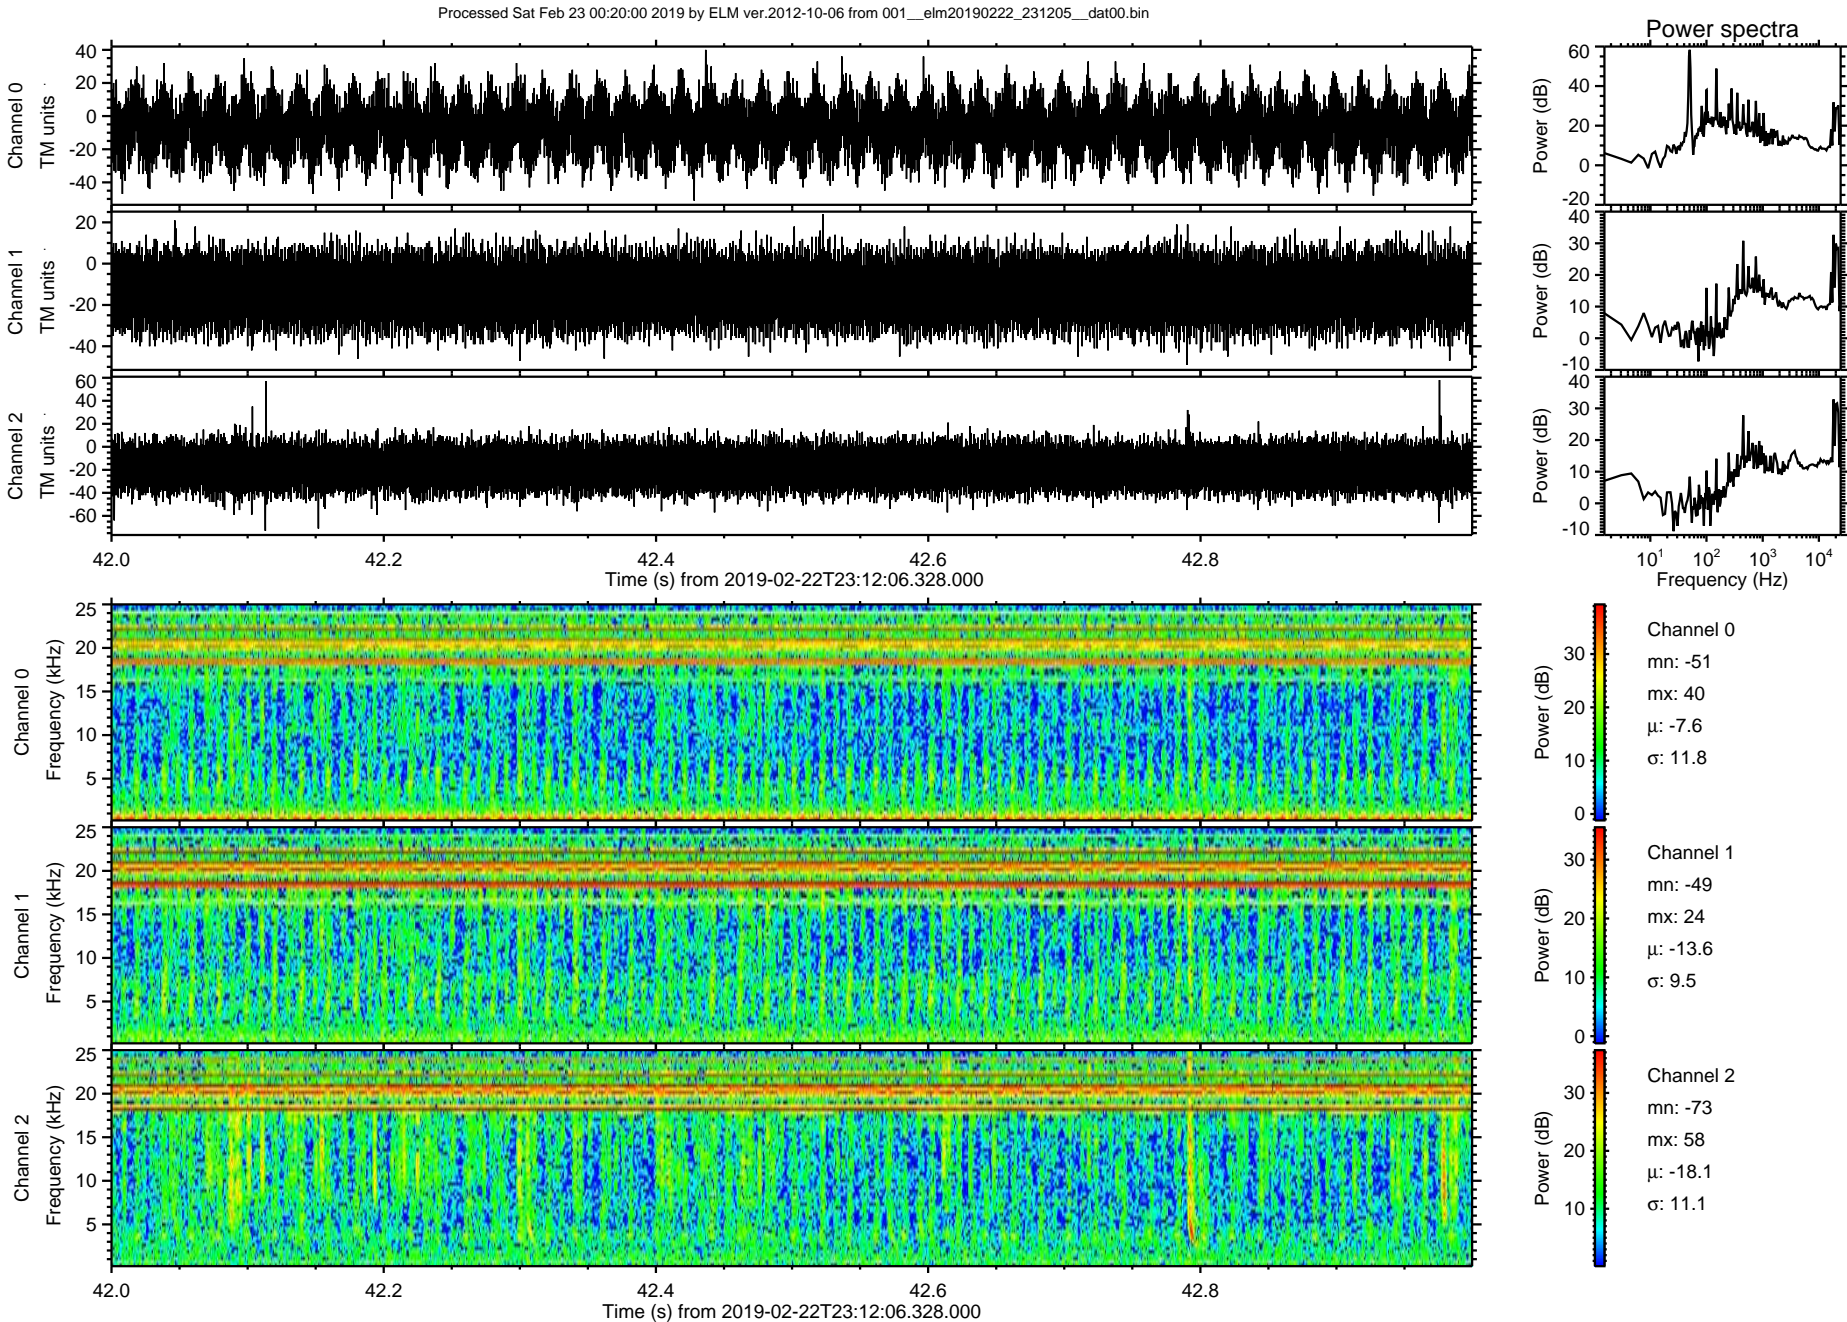 Processed Sat Feb 23 00:20:00 2019 by ELM ver.2012-10-06 from 001__elm20190222_231205__dat00.bin
Power spectra
Channel 0
TM units
40
20
0
-20
-40
Power (dB)
60
40
20
0
-20
Channel 1
TM units
20
0
-20
-40
Power (dB)
40
30
20
10
0
-10
Channel 2
TM units
60
40
20
0
-20
-40
-60
Power (dB)
40
30
20
10
0
-10
42.0 42.2 42.4 42.6 42.8
Time (s) from 2019-02-22T23:12:06.328.000
10^1 10^2 10^3 10^4
Frequency (Hz)
Channel 0
Frequency (kHz)
25
20
15
10
5
Power (dB)
30
20
10
0
Channel 0
mn: -51
mx: 40
μ: -7.6
σ: 11.8
Channel 1
Frequency (kHz)
25
20
15
10
5
Power (dB)
30
20
10
0
Channel 1
mn: -49
mx: 24
μ: -13.6
σ: 9.5
Channel 2
Frequency (kHz)
25
20
15
10
5
Power (dB)
30
20
10
Channel 2
mn: -73
mx: 58
μ: -18.1
σ: 11.1
42.0 42.2 42.4 42.6 42.8
Time (s) from 2019-02-22T23:12:06.328.000